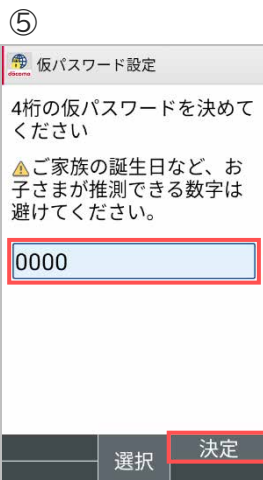 ⑤
docomo
仮パスワード設定
4桁の仮パスワードを決めて
ください
⚠ご家族の誕生日など、お
子さまが推測できる数字は
避けてください。
0000
選択
決定